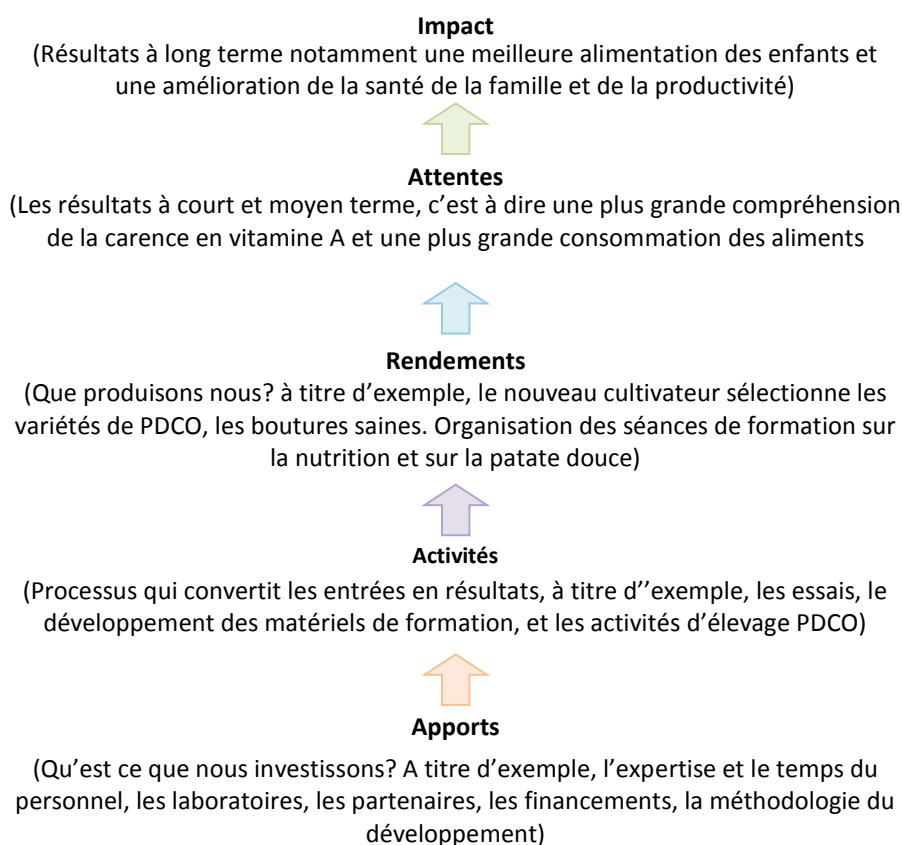 Impact
(Résultats à long terme notamment une meilleure alimentation des enfants et
une amélioration de la santé de la famille et de la productivité)
Attentes
(Les résultats à court et moyen terme, c’est à dire une plus grande compréhension
de la carence en vitamine A et une plus grande consommation des aliments
Rendements
(Que produisons nous? à titre d’exemple, le nouveau cultivateur sélectionne les
variétés de PDCO, les boutures saines. Organisation des séances de formation sur
la nutrition et sur la patate douce)
Activités
(Processus qui convertit les entrées en résultats, à titre d’’exemple, les essais, le
développement des matériels de formation, et les activités d’élevage PDCO)
Apports
(Qu’est ce que nous investissons? A titre d’exemple, l’expertise et le temps du
personnel, les laboratoires, les partenaires, les financements, la méthodologie du
développement)